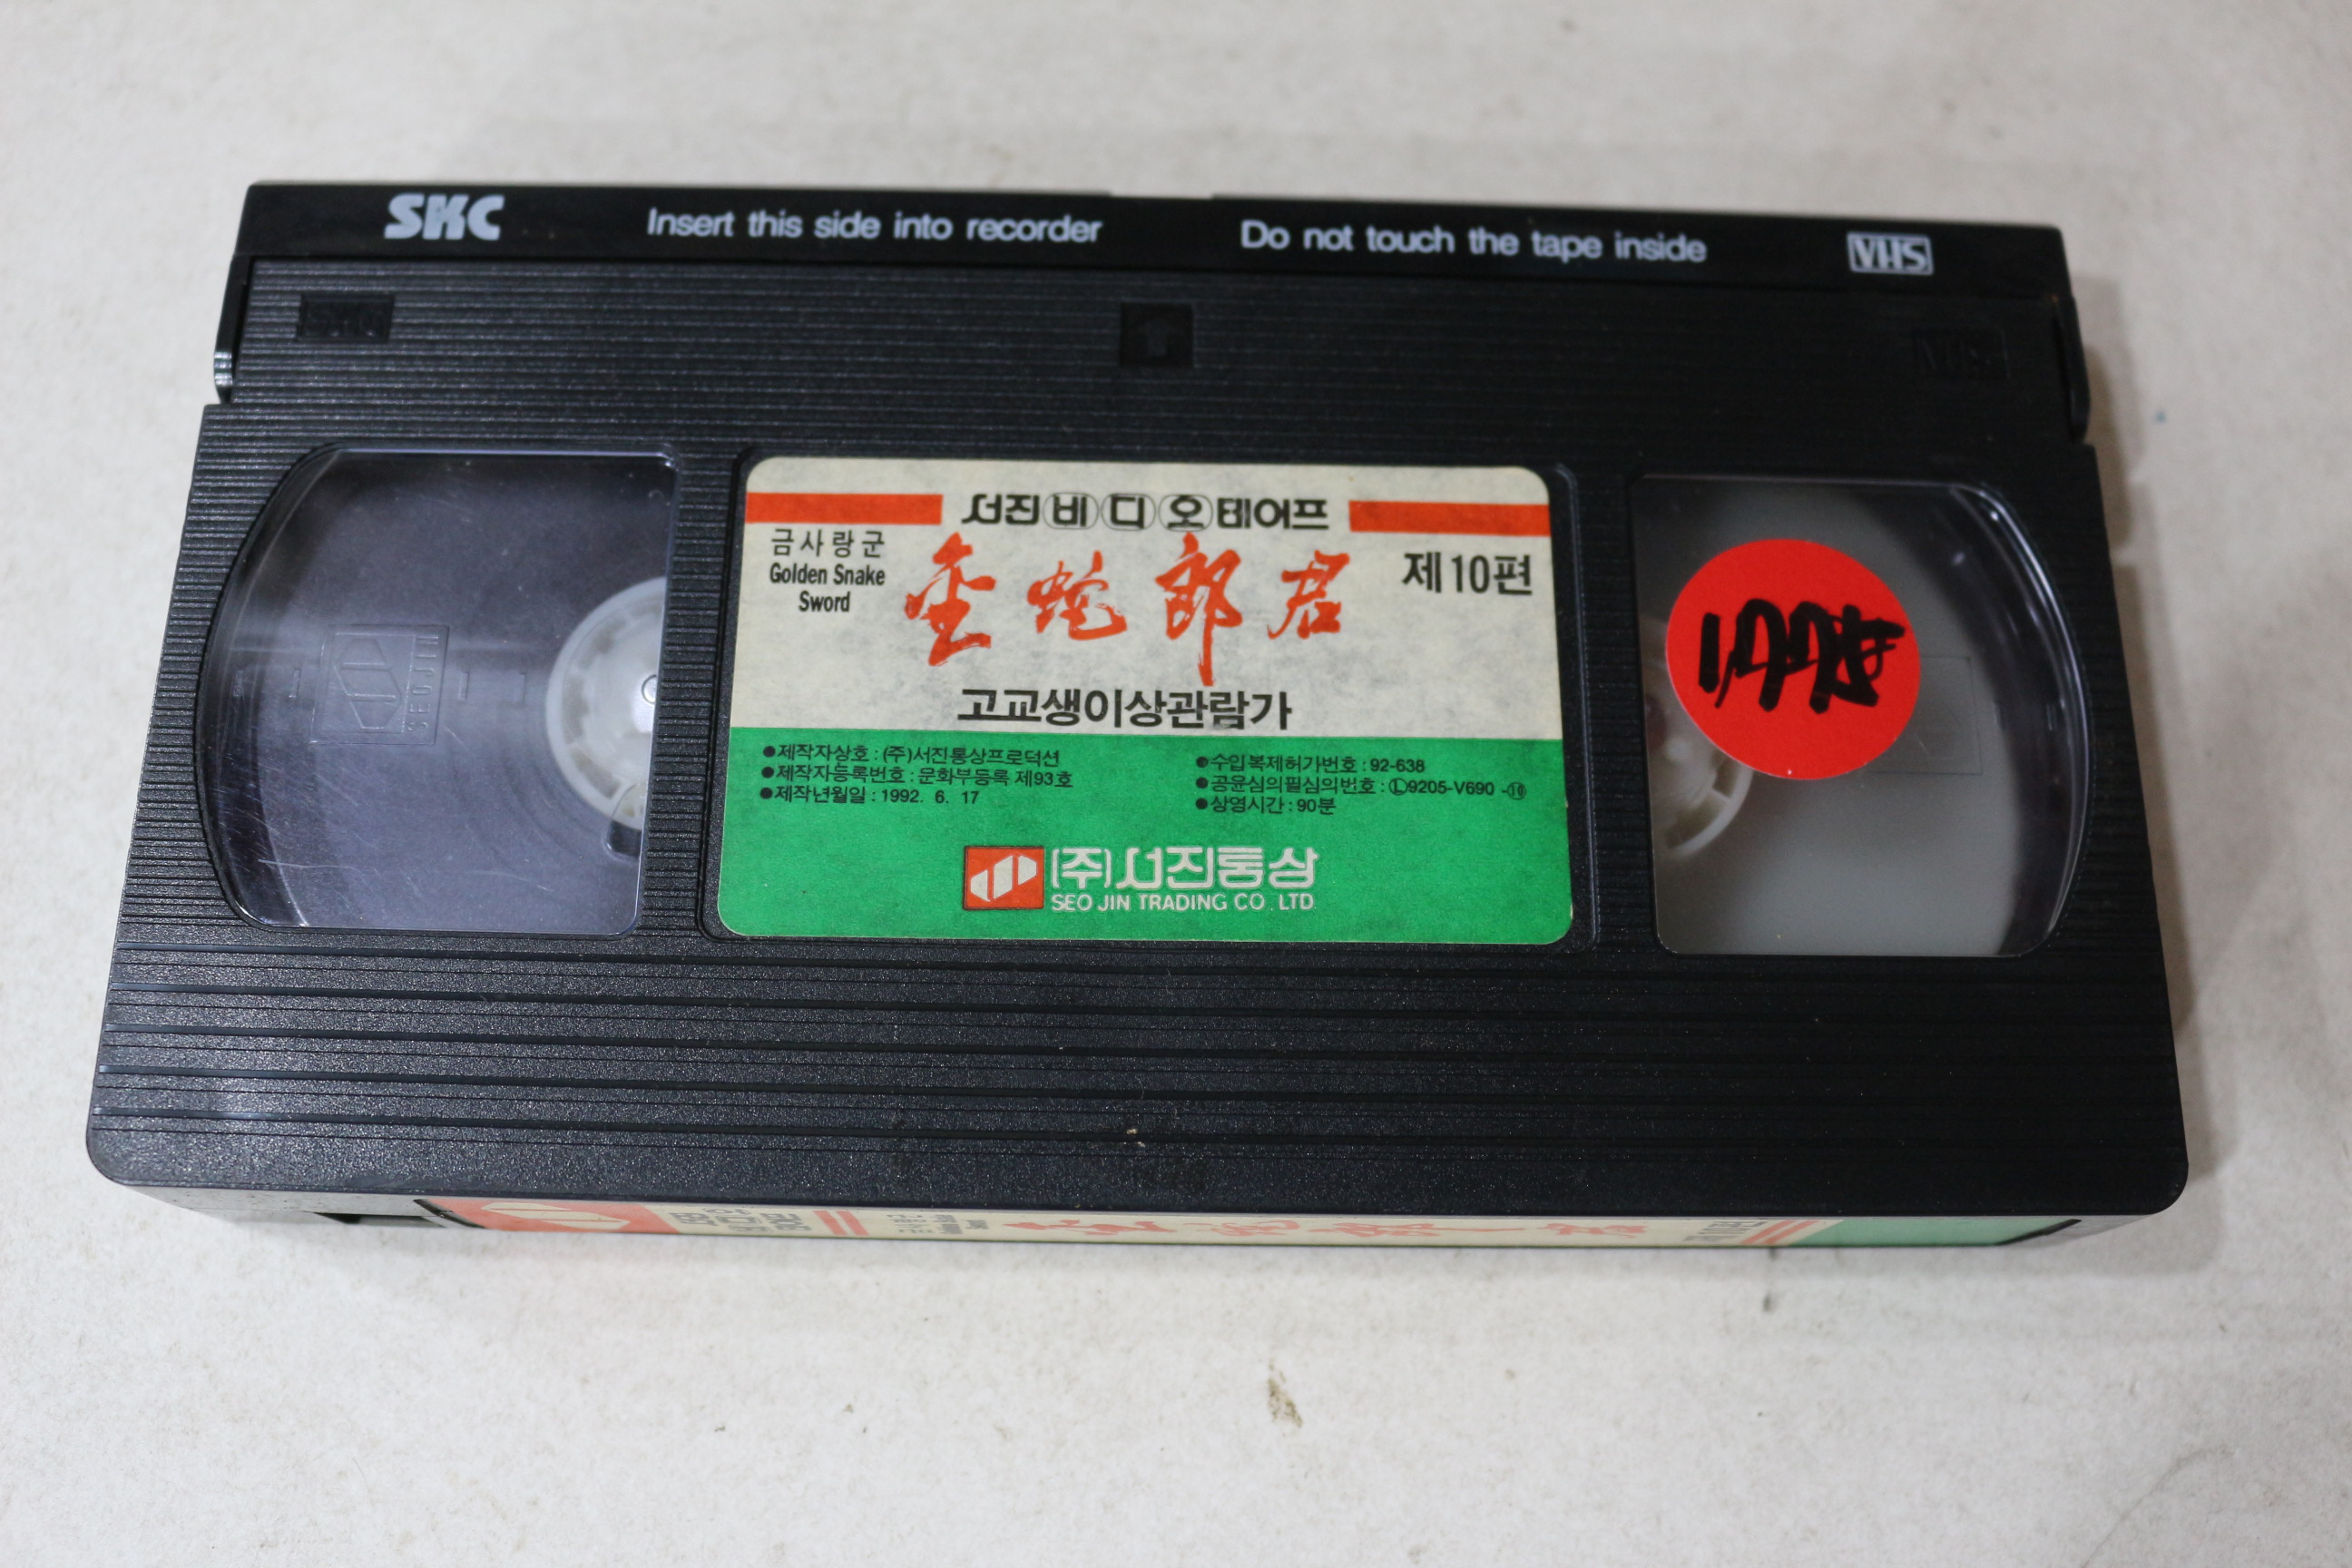 SKC Insert this side into recorder Do not touch the tape inside VHS
SKC VHS
서진비디오테이프
금사랑군
Golden Snake
Sword
金蛇郎君
제10편
고교생이상관람가
●제작자상호 : (주)서진통상프로덕션
●제작자등록번호 : 문화부등록 제93호
●제작년월일 : 1992. 6. 17
●수입복제허가번호 : 92-638
●공윤심의필심의번호 : Ⓛ9205-V690 -⑩
●상영시간 : 90분
(주)서진통상
SEO JIN TRADING CO. LTD
SEOJIN